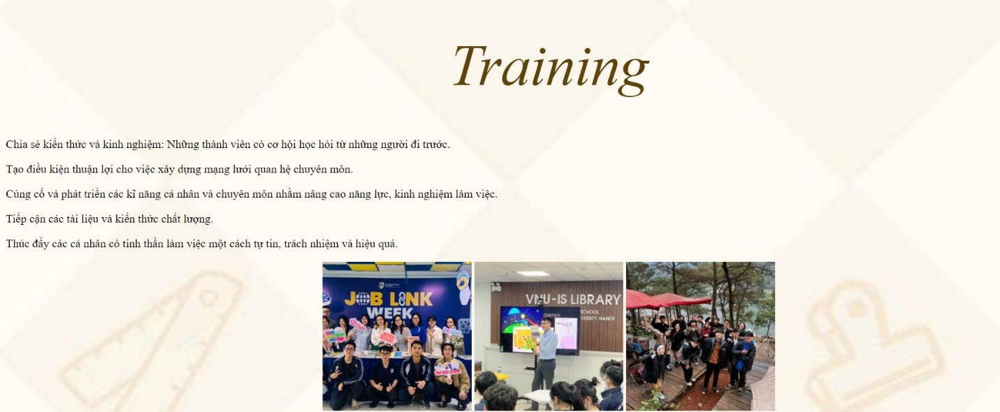 Training
Chia sẻ kiến thức và kinh nghiệm: Những thành viên có cơ hội học hỏi từ những người đi trước.
Tạo điều kiện thuận lợi cho việc xây dựng mạng lưới quan hệ chuyên môn.
Củng cố và phát triển các kĩ năng cá nhân và chuyên môn nhằm nâng cao năng lực, kinh nghiệm làm việc.
Tiếp cận các tài liệu và kiến thức chất lượng.
Thúc đẩy các cá nhân có tinh thần làm việc một cách tự tin, trách nhiệm và hiệu quả.
JOB LINK
WEEK
VNU-IS LIBRARY
SCHOOL
VERSITY, HANOI